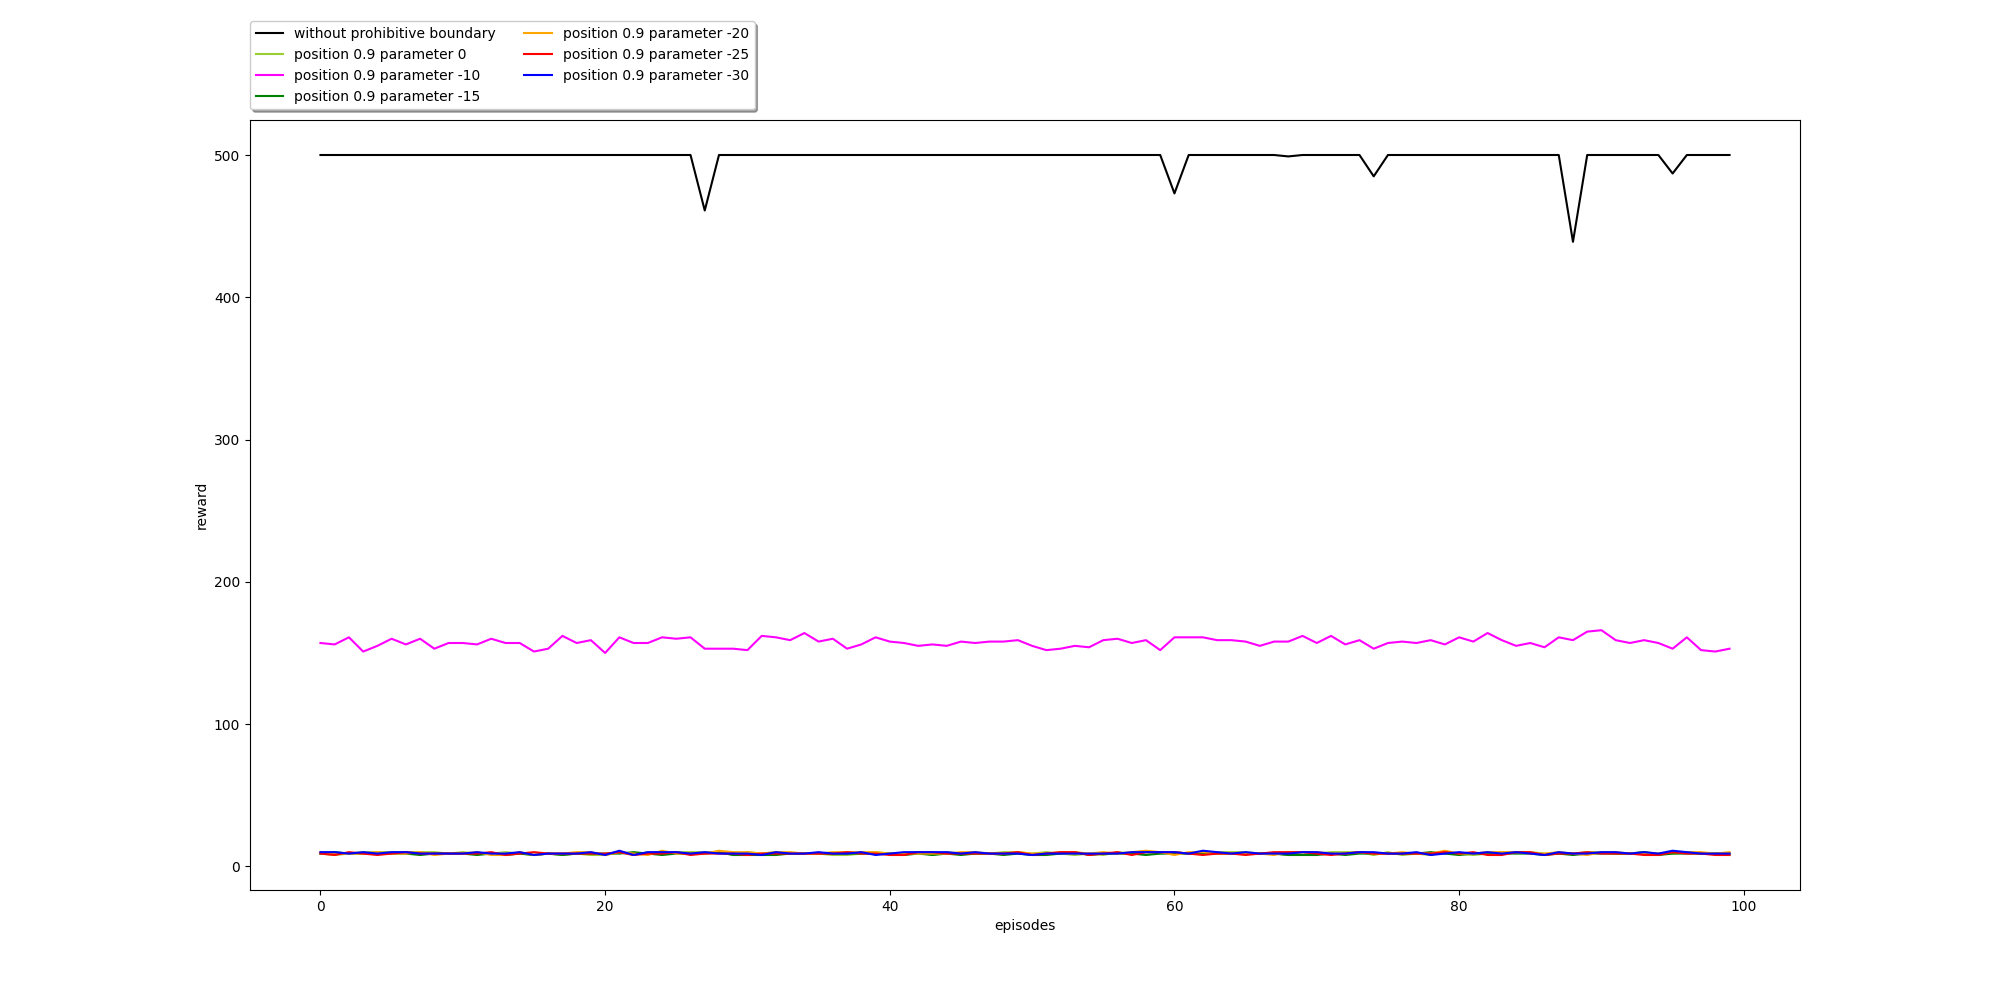 without prohibitive boundary
position 0.9 parameter 0
position 0.9 parameter -10
position 0.9 parameter -15
position 0.9 parameter -20
position 0.9 parameter -25
position 0.9 parameter -30
500
400
300
200
100
0
reward
0
20
40
60
80
100
episodes